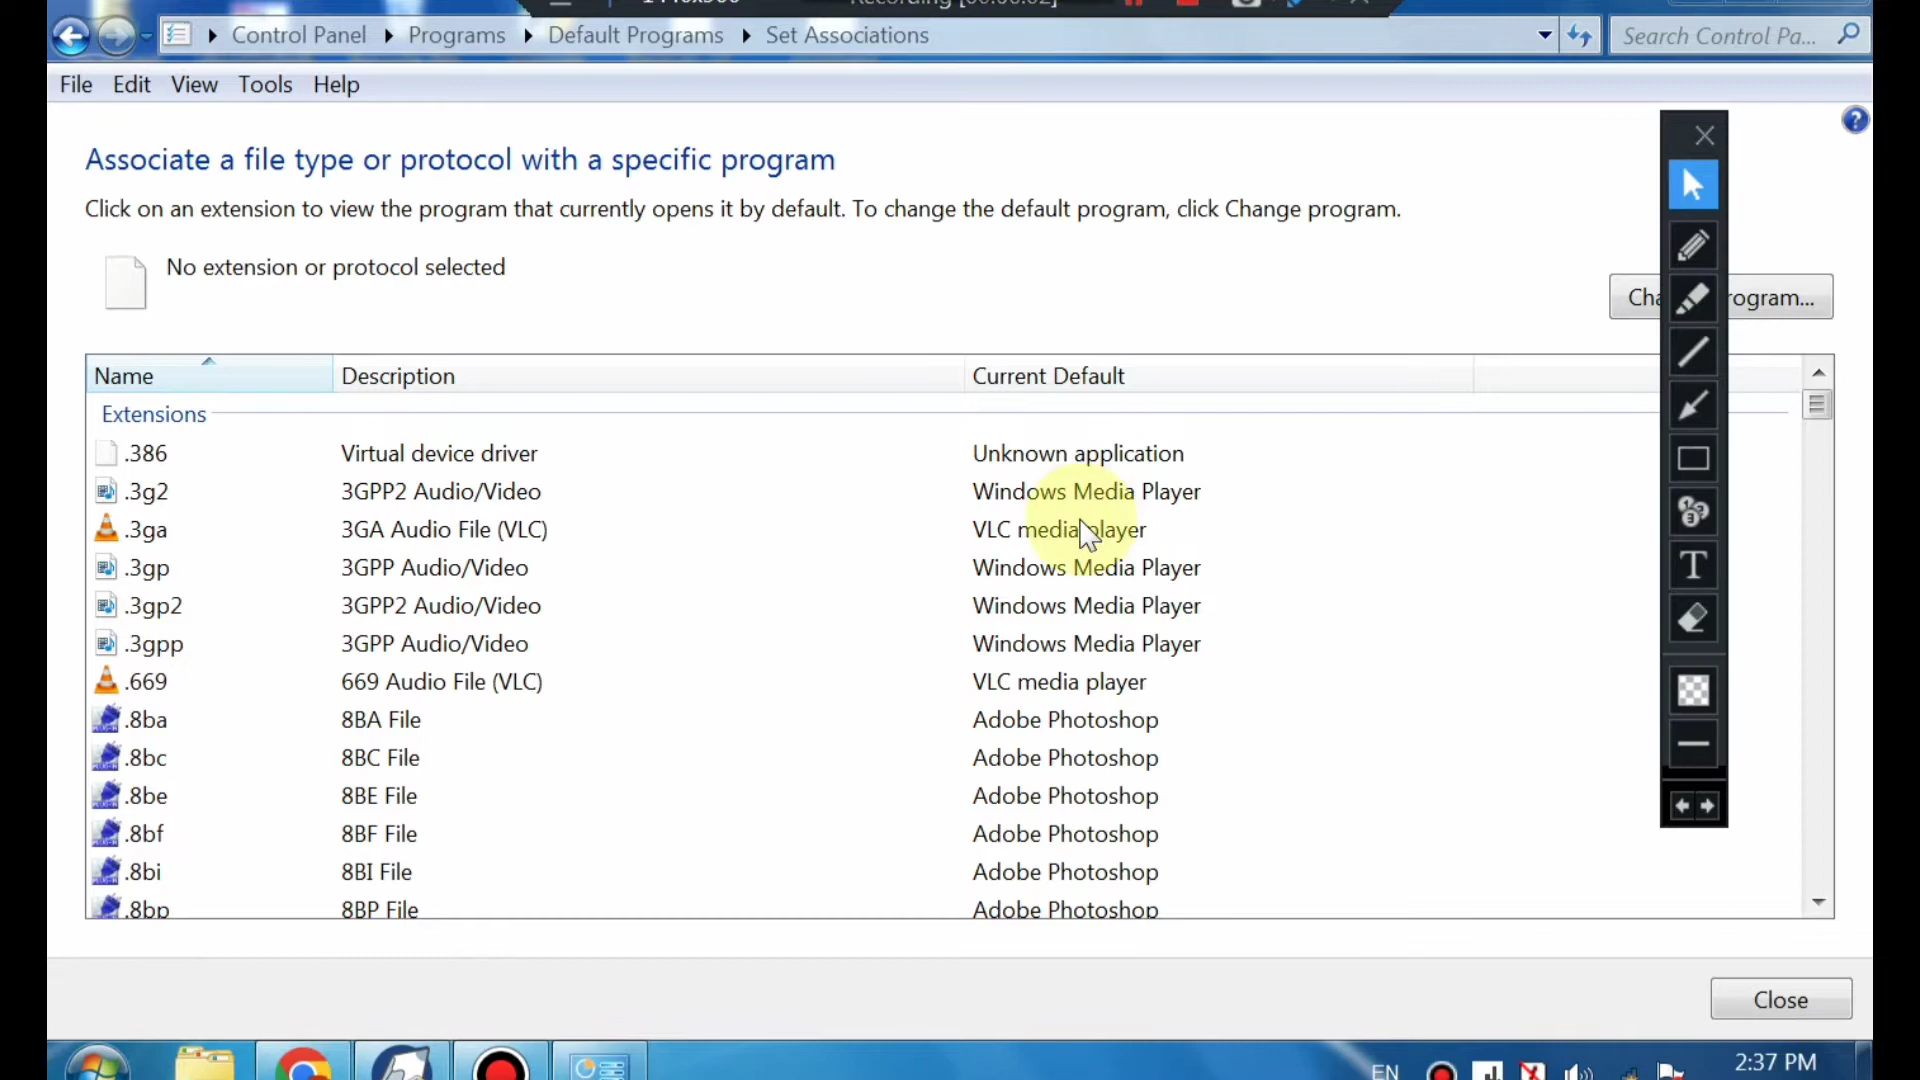 Control Panel Programs Default Programs Set Associations
Search Control Pa...
File Edit View Tools Help
Associate a file type or protocol with a specific program
Click on an extension to view the program that currently opens it by default. To change the default program, click Change program.
No extension or protocol selected
Cha rogram...
Name Description Current Default
Extensions
.386 Virtual device driver Unknown application
.3g2 3GPP2 Audio/Video Windows Media Player
.3ga 3GA Audio File (VLC) VLC media player
.3gp 3GPP Audio/Video Windows Media Player
.3gp2 3GPP2 Audio/Video Windows Media Player
.3gpp 3GPP Audio/Video Windows Media Player
.669 669 Audio File (VLC) VLC media player
.8ba 8BA File Adobe Photoshop
.8bc 8BC File Adobe Photoshop
.8be 8BE File Adobe Photoshop
.8bf 8BF File Adobe Photoshop
.8bi 8BI File Adobe Photoshop
.8bp 8BP File Adobe Photoshop
T
Close
EN
2:37 PM